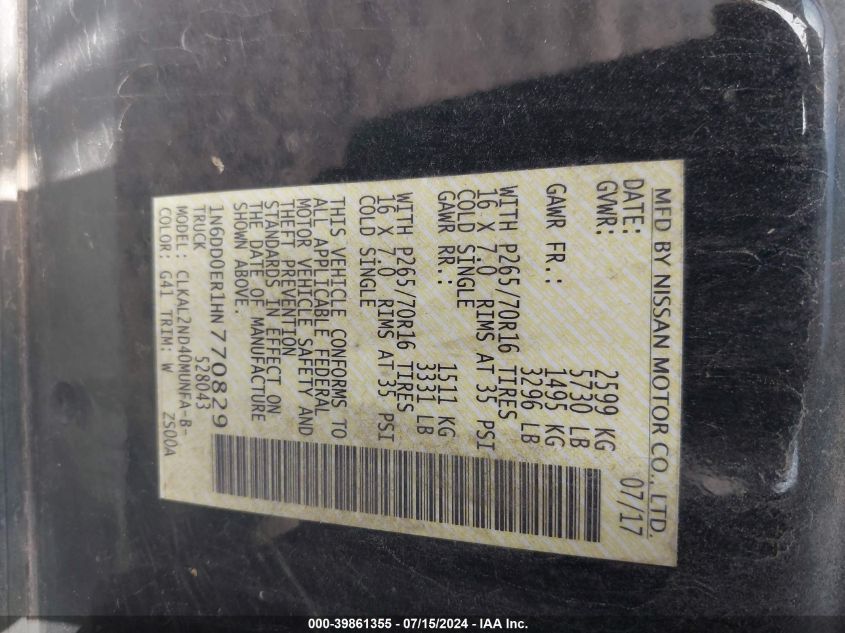 MFD BY NISSAN MOTOR CO., LTD.
DATE: 07/17
GVWR: 2599 KG
5730 LB
GAWR FR.: 1495 KG
3296 LB
WITH P265/70R16 TIRES
16 X 7.0 RIMS AT 35 PSI
COLD SINGLE
GAWR RR.: 1511 KG
3331 LB
WITH P265/70R16 TIRES
16 X 7.0 RIMS AT 35 PSI
COLD SINGLE
THIS VEHICLE CONFORMS TO
ALL APPLICABLE FEDERAL
MOTOR VEHICLE SAFETY AND
THEFT PREVENTION
STANDARDS IN EFFECT ON
THE DATE OF MANUFACTURE
SHOWN ABOVE.
1N6DD0ER1HN770829
TRUCK 528043
MODEL: CLKAL2ND40MUNFA-B-
COLOR: G41 TRIM: W ZS00A
000-39861355 - 07/15/2024 - IAA Inc.